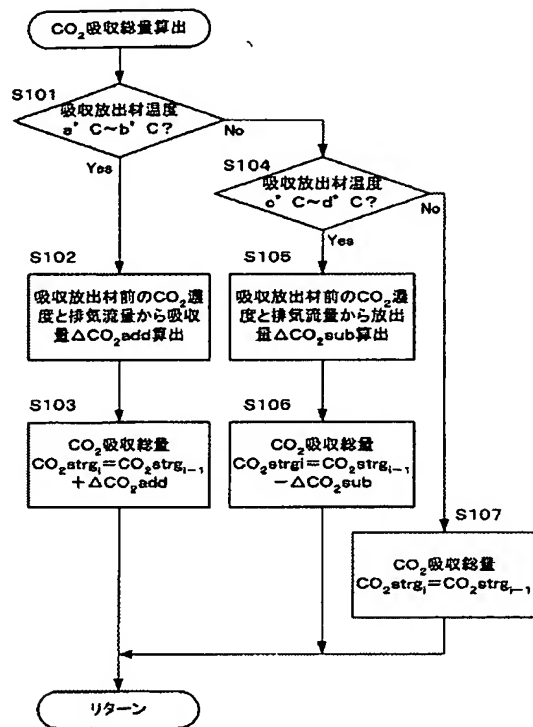 CO₂吸収総量算出
S101
吸収放出材温度
a°C~b°C?
No
Yes
S104
吸収放出材温度
c°C~d°C?
No
Yes
S102
吸収放出材前のCO₂濃
度と排気流量から吸収
量△CO₂add算出
S105
吸収放出材前のCO₂濃
度と排気流量から放出
量△CO₂sub算出
S103
CO₂吸収総量
CO₂strgᵢ=CO₂strgᵢ₋₁
+△CO₂add
S106
CO₂吸収総量
CO₂strgi=CO₂strgᵢ₋₁
-△CO₂sub
S107
CO₂吸収総量
CO₂strgᵢ=CO₂strgᵢ₋₁
リターン